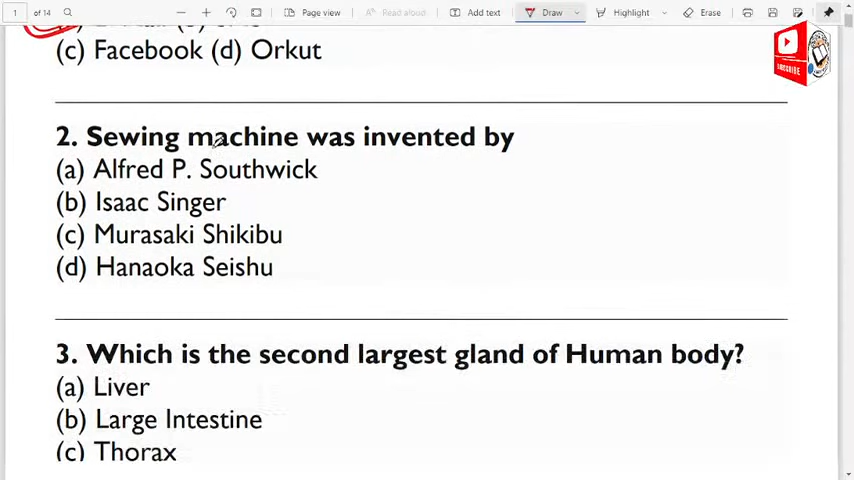 1 of 14 Page view A Read aloud Add text Draw Highlight Erase
(c) Facebook (d) Orkut
SUBSCRIBE
2. Sewing machine was invented by
(a) Alfred P. Southwick
(b) Isaac Singer
(c) Murasaki Shikibu
(d) Hanaoka Seishu
3. Which is the second largest gland of Human body?
(a) Liver
(b) Large Intestine
(c) Thorax